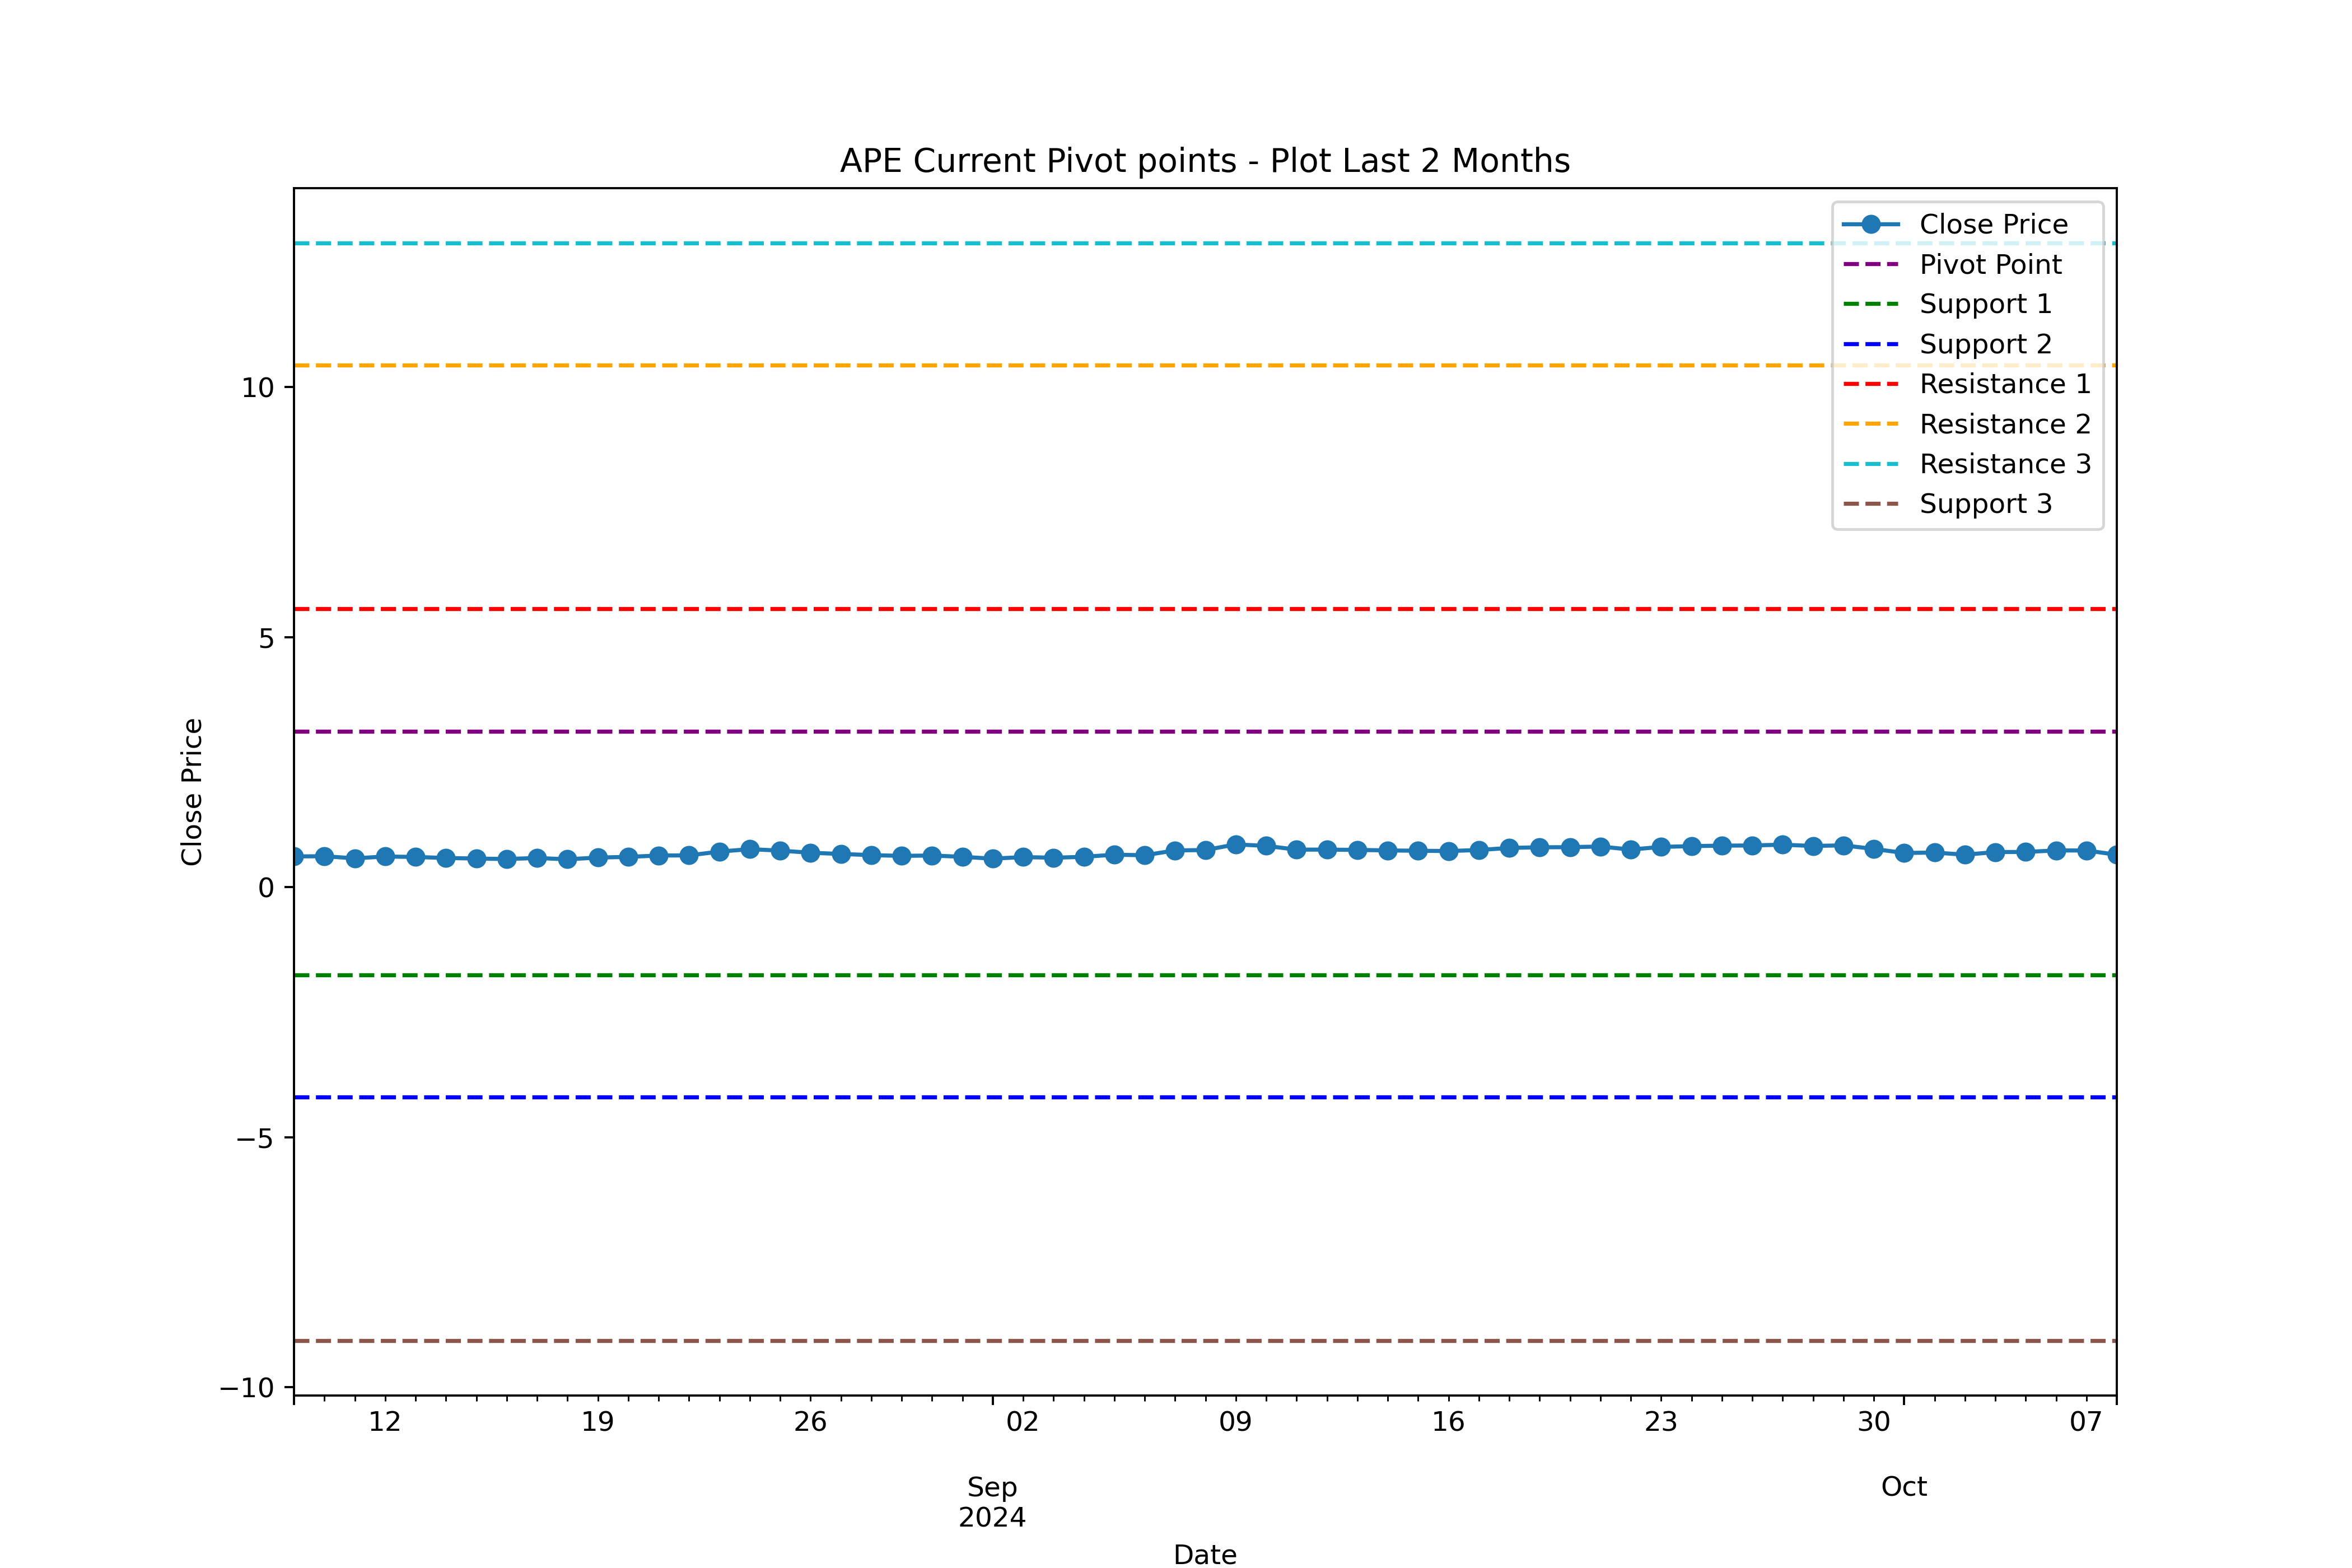 APE Current Pivot points - Plot Last 2 Months
Close Price
Pivot Point
Support 1
Support 2
Resistance 1
Resistance 2
Resistance 3
Support 3
10
5
0
−5
−10
Close Price
12 19 26 02 09 16 23 30 07
Sep Oct
2024
Date